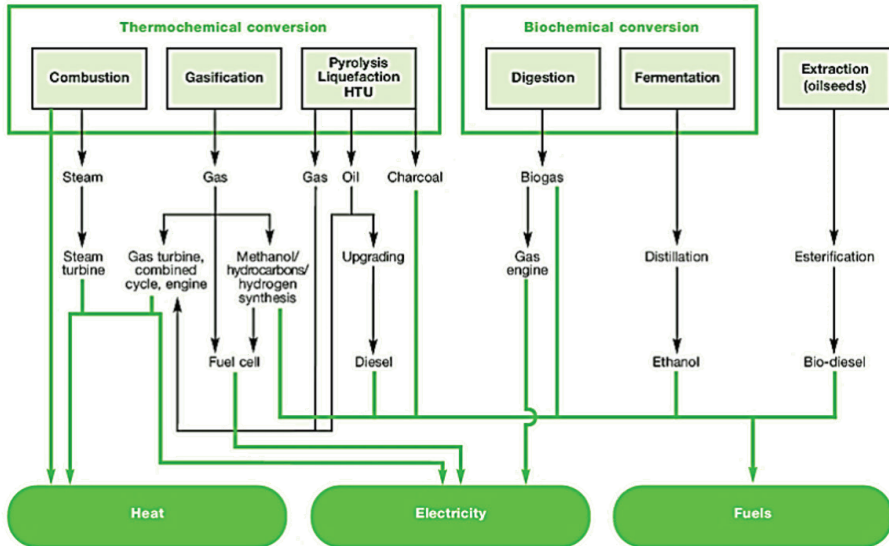 Thermochemical conversion
Biochemical conversion
Combustion
Gasification
Pyrolysis
Liquefaction
HTU
Digestion
Fermentation
Extraction
(oilseeds)
Steam
Gas
Gas
Oil
Charcoal
Biogas
Steam
turbine
Gas turbine,
combined
cycle, engine
Methanol/
hydrocarbons/
hydrogen
synthesis
Upgrading
Gas
engine
Distillation
Esterification
Fuel cell
Diesel
Ethanol
Bio-diesel
Heat
Electricity
Fuels